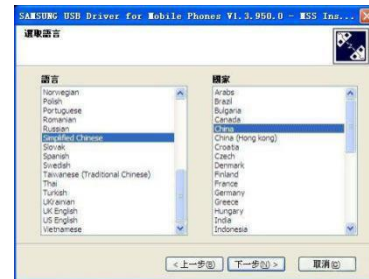 SAMSUNG USB Driver for Mobile Phones V1.3.950.0 - MSS Ins...
選取語言
語言
國家
Norwegian
Polish
Portuguese
Romanian
Russian
Simplified Chinese
Slovak
Spanish
Swedish
Taiwanese (Traditional Chinese)
Thai
Turkish
Ukrainian
UK English
US English
Vietnamese
Arabs
Brazil
Bulgaria
Canada
China
China (Hong kong)
Croatia
Czech
Denmark
Finland
France
Germany
Greece
Hungary
India
Indonesia
<上一步(B)
下一步(N) >
取消(C)